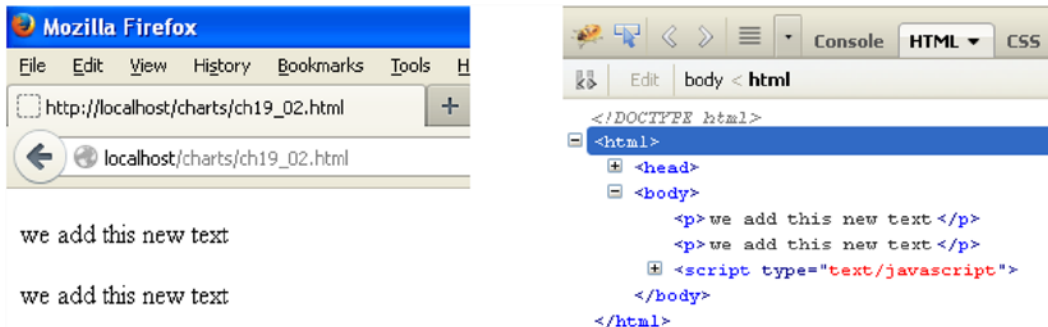 Mozilla Firefox
File Edit View History Bookmarks Tools H
http://localhost/charts/ch19_02.html +
localhost/charts/ch19_02.html
we add this new text
we add this new text
Console HTML CSS
Edit body < html
<!DOCTYPE html>
<html>
<head>
<body>
<p>we add this new text</p>
<p>we add this new text</p>
<script type="text/javascript">
</body>
</html>